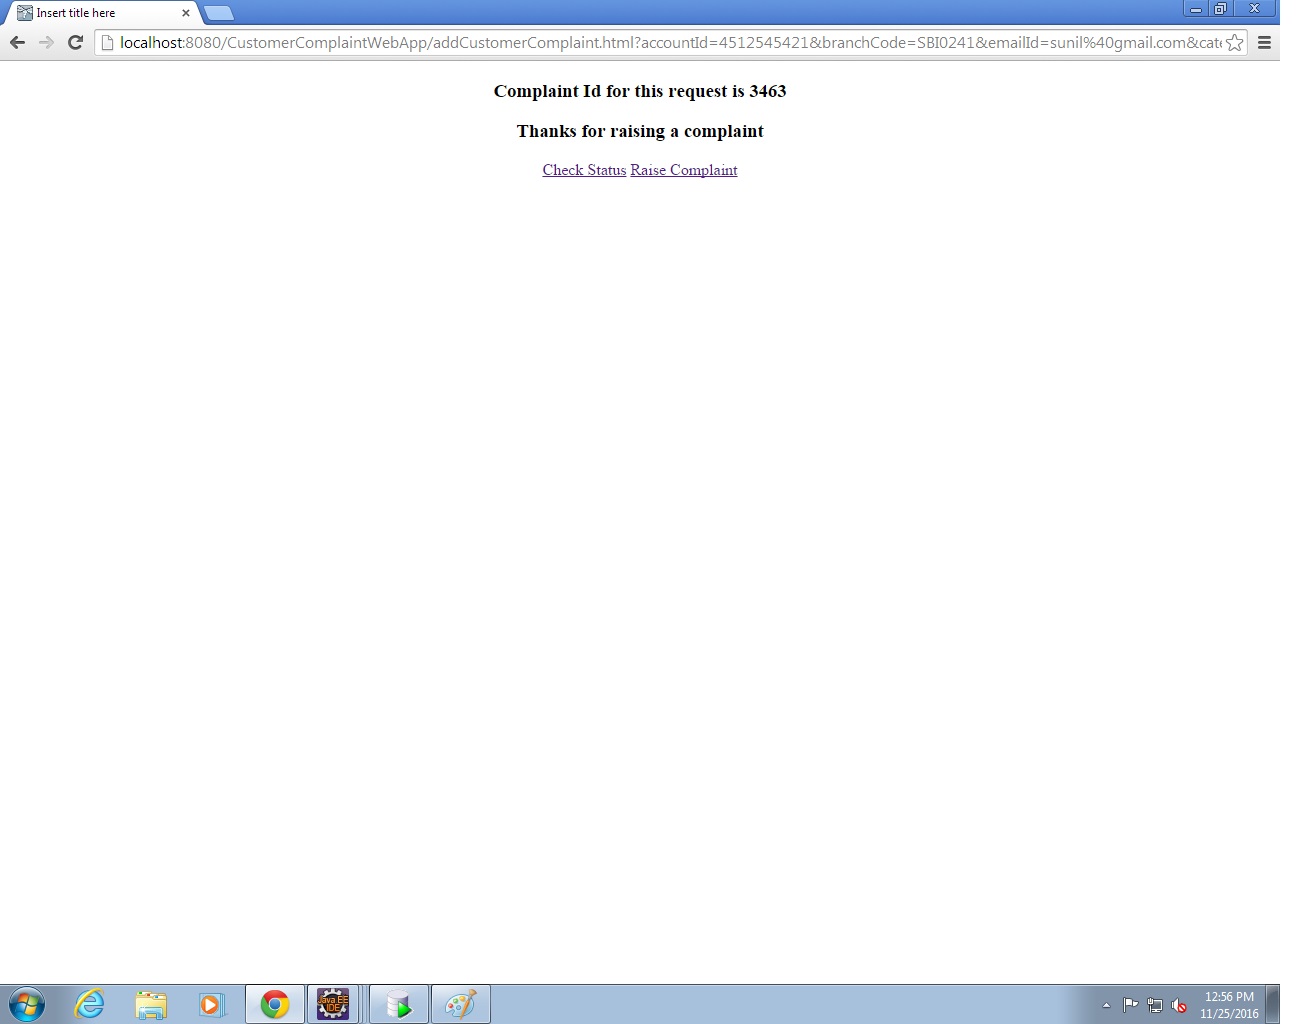 Insert title here
localhost:8080/CustomerComplaintWebApp/addCustomerComplaint.html?accountId=4512545421&branchCode=SBI0241&emailId=sunil%40gmail.com&cat
Complaint Id for this request is 3463
Thanks for raising a complaint
Check Status Raise Complaint
Java EE
IDE
12:56 PM
11/25/2016